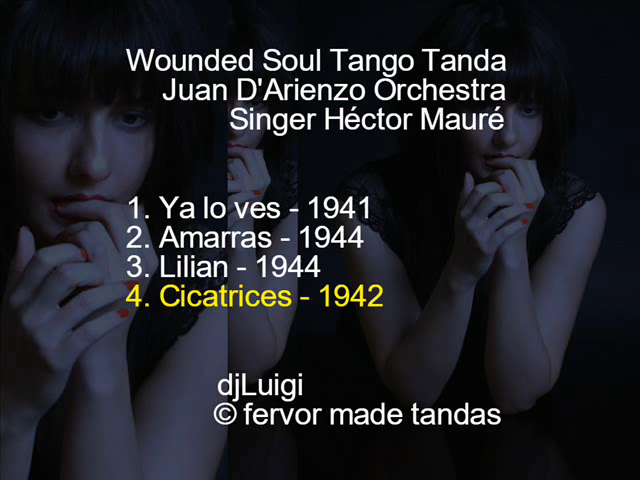 Wounded Soul Tango Tanda
Juan D'Arienzo Orchestra
Singer Héctor Mauré
1. Ya lo ves - 1941
2. Amarras - 1944
3. Lilian - 1944
4. Cicatrices - 1942
djLuigi
© fervor made tandas